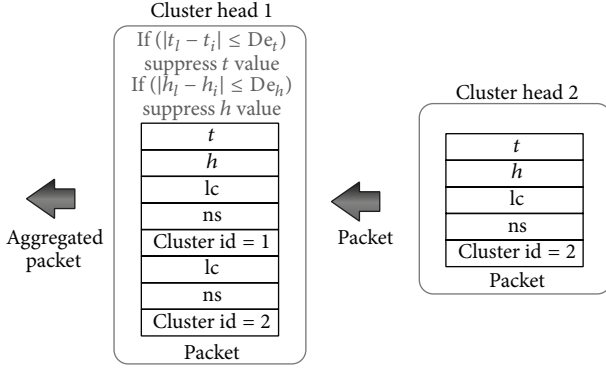 Cluster head 1
If (|t_l − t_i| ≤ De_t)
suppress t value
If (|h_l − h_i| ≤ De_h)
suppress h value
t
h
lc
ns
Cluster id = 1
lc
ns
Cluster id = 2
Packet
Aggregated
packet
Packet
Cluster head 2
t
h
lc
ns
Cluster id = 2
Packet